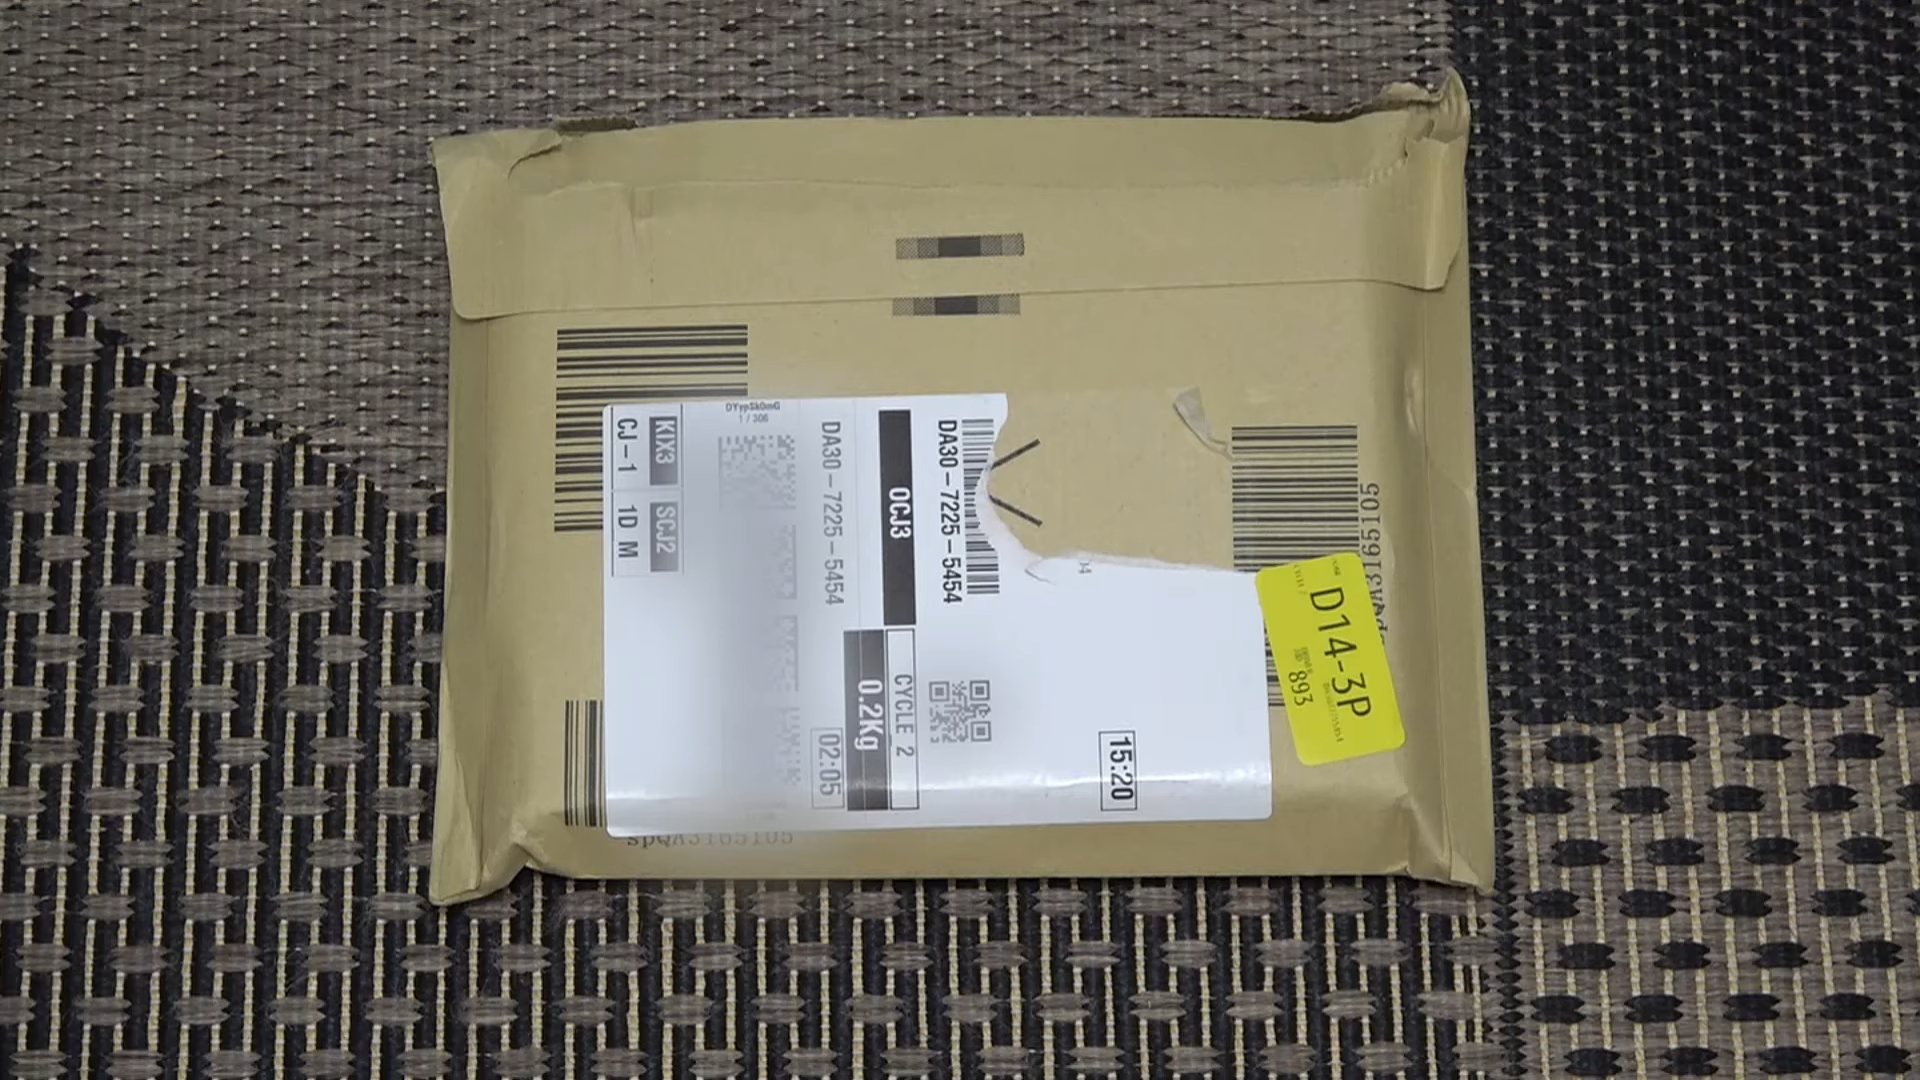 KIX3 SCJ2
CJ-1 1D M
DYypSk0mG
1 / 306
DA30-7225-5454
02:05
OCJ3
CYCLE 2
0.2Kg
DA30-7225-5454
15:20
D14-3P
893
spQA3165105